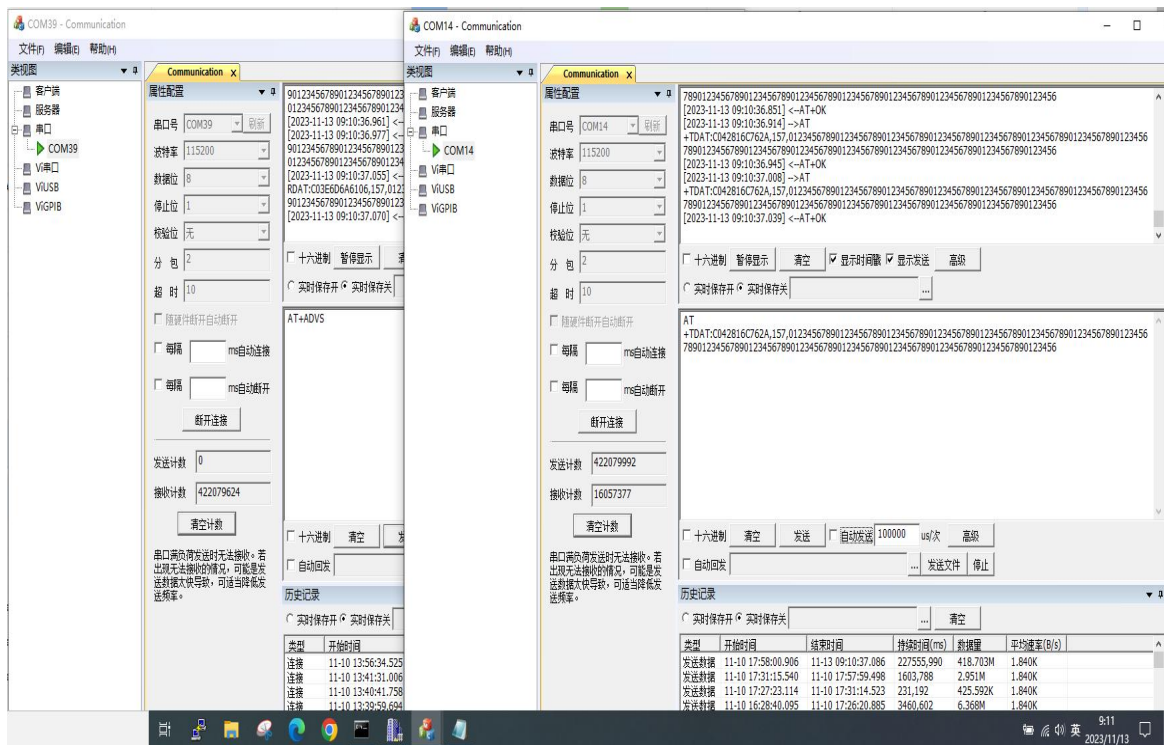 COM39 - Communication
文件(F) 编辑(E) 帮助(H)
类视图
客户端
服务器
串口
COM39
Vi串口
ViUSB
ViGPIB
Communication x
属性配置
串口号 COM39 刷新
波特率 115200
数据位 8
停止位 1
校验位 无
分 包 2
超 时 10
随硬件断开自动断开
每隔 ms自动连接
每隔 ms自动断开
断开连接
发送计数 0
接收计数 422079624
清空计数
串口满负荷发送时无法接收。若
出现无法接收的情况，可能是发
送数据太快导致，可适当降低发
送频率。
9012345678901234567890123
01234567890123456789012 34
[2023-11-13 09:10:36.961] <--
[2023-11-13 09:10:36.977] <--
901234567890123456789012 3
012345678901234567890123 4
[2023-11-13 09:10:37.055] <--
RDAT:C03E6D6A6106,157,0123
901234567890123456789012 3
[2023-11-13 09:10:37.070] <--
十六进制 暂停显示
实时保存开 实时保存关
AT+ADVS
十六进制 清空
自动回发
历史记录
实时保存开 实时保存关
类型 开始时间
连接 11-10 13:56:34.525
连接 11-10 13:41:31.006
连接 11-10 13:40:41.758
连接 11-10 13:39:59.694
COM14 - Communication
文件(F) 编辑(E) 帮助(H)
类视图
客户端
服务器
串口
COM14
Vi串口
ViUSB
ViGPIB
Communication x
属性配置
串口号 COM14 刷新
波特率 115200
数据位 8
停止位 1
校验位 无
分 包 2
超 时 10
随硬件断开自动断开
每隔 ms自动连接
每隔 ms自动断开
断开连接
发送计数 422079992
接收计数 16057377
清空计数
串口满负荷发送时无法接收。若
出现无法接收的情况，可能是发
送数据太快导致，可适当降低发
送频率。
78901234567890123456789012345678901234567890123456789012345678901234567890123456
[2023-11-13 09:10:36.851] <--AT+OK
[2023-11-13 09:10:36.914] -->AT
+TDAT:C042816C762A,157,01234567890123456789012345678901234567890123456789012345678901234567890123456
78901234567890123456789012345678901234567890123456789012345678901234567890123456
[2023-11-13 09:10:36.945] <--AT+OK
[2023-11-13 09:10:37.008] -->AT
+TDAT:C042816C762A,157,01234567890123456789012345678901234567890123456789012345678901234567890123456
78901234567890123456789012345678901234567890123456789012345678901234567890123456
[2023-11-13 09:10:37.039] <--AT+OK
十六进制 暂停显示 清空 显示时间戳 显示发送 高级
实时保存开 实时保存关 ...
AT
+TDAT:C042816C762A,157,01234567890123456789012345678901234567890123456789012345678901234567890123456
78901234567890123456789012345678901234567890123456789012345678901234567890123456
十六进制 清空 发送 自动发送 100000 us/次 高级
自动回发 ... 发送文件 停止
历史记录
实时保存开 实时保存关 ... 清空
类型 开始时间 结束时间 持续时间(ms) 数据量 平均速率(B/s)
发送数据 11-10 17:58:00.906 11-13 09:10:37.086 227555,990 418.703M 1.840K
发送数据 11-10 17:31:15.540 11-10 17:57:59.498 1603,788 2.951M 1.840K
发送数据 11-10 17:27:23.114 11-10 17:31:14.523 231,192 425.592K 1.840K
发送数据 11-10 16:28:40.095 11-10 17:26:20.885 3460,602 6.368M 1.840K
英 9:11
2023/11/13